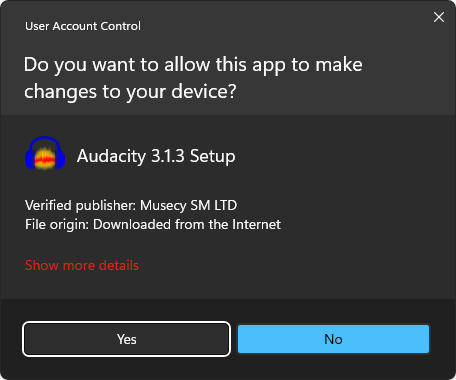 User Account Control
Do you want to allow this app to make
changes to your device?
Audacity 3.1.3 Setup
Verified publisher: Musecy SM LTD
File origin: Downloaded from the Internet
Show more details
Yes
No